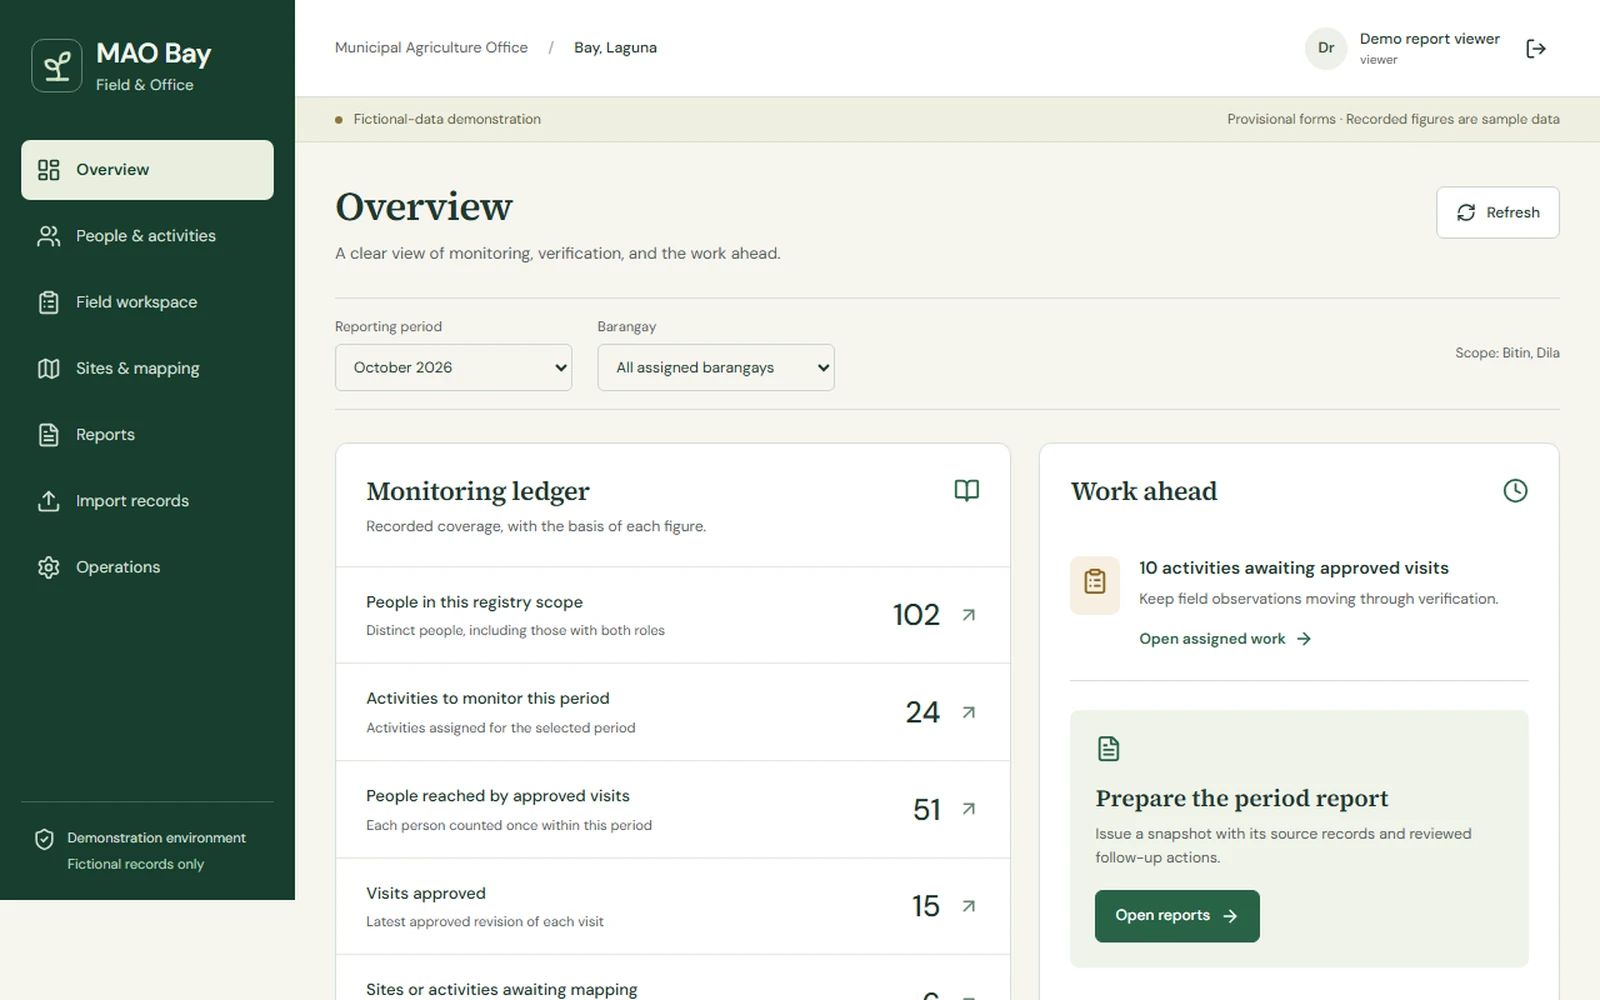 MAO Bay
Field & Office
Overview
People & activities
Field workspace
Sites & mapping
Reports
Import records
Operations
Demonstration environment
Fictional records only
Municipal Agriculture Office / Bay, Laguna
Dr
Demo report viewer
viewer
Fictional-data demonstration
Provisional forms · Recorded figures are sample data
Overview
A clear view of monitoring, verification, and the work ahead.
Refresh
Reporting period
October 2026
Barangay
All assigned barangays
Scope: Bitin, Dila
Monitoring ledger
Recorded coverage, with the basis of each figure.
People in this registry scope
Distinct people, including those with both roles
102
Activities to monitor this period
Activities assigned for the selected period
24
People reached by approved visits
Each person counted once within this period
51
Visits approved
Latest approved revision of each visit
15
Sites or activities awaiting mapping
Work ahead
10 activities awaiting approved visits
Keep field observations moving through verification.
Open assigned work
Prepare the period report
Issue a snapshot with its source records and reviewed
follow-up actions.
Open reports